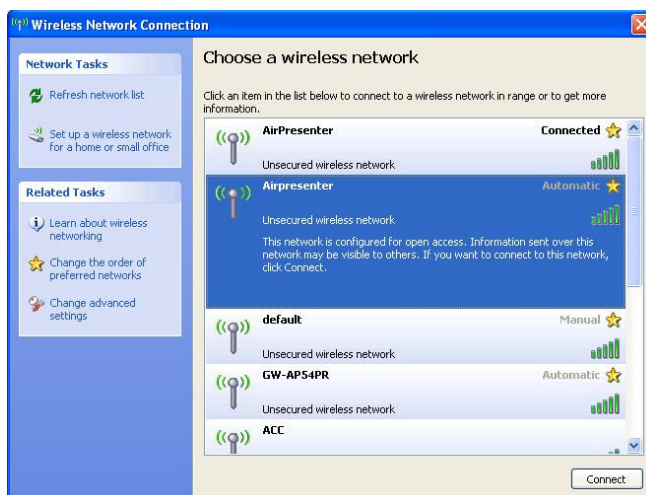 Wireless Network Connection
Network Tasks
Refresh network list
Set up a wireless network
for a home or small office
Related Tasks
Learn about wireless
networking
Change the order of
preferred networks
Change advanced
settings
Choose a wireless network
Click an item in the list below to connect to a wireless network in range or to get more
information.
AirPresenter Connected
Unsecured wireless network
Airpresenter Automatic
Unsecured wireless network
This network is configured for open access. Information sent over this
network may be visible to others. If you want to connect to this network,
click Connect.
default Manual
Unsecured wireless network
GW-AP54PR Automatic
Unsecured wireless network
ACC
Connect